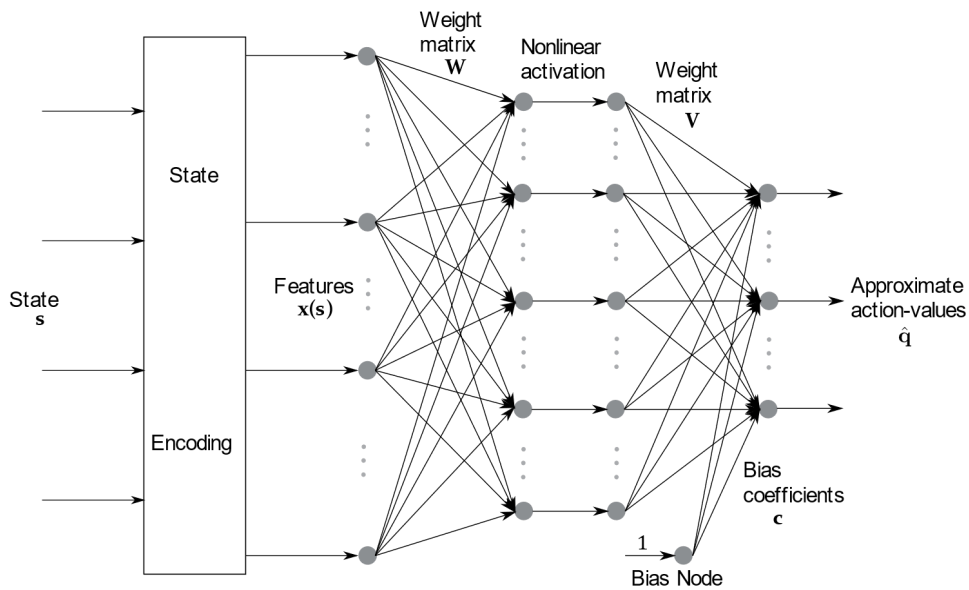 Weight
matrix
W
Nonlinear
activation
Weight
matrix
V
State
Features
x(s)
State
s
Approximate
action-values
q̂
Encoding
Bias
coefficients
c
1
Bias Node